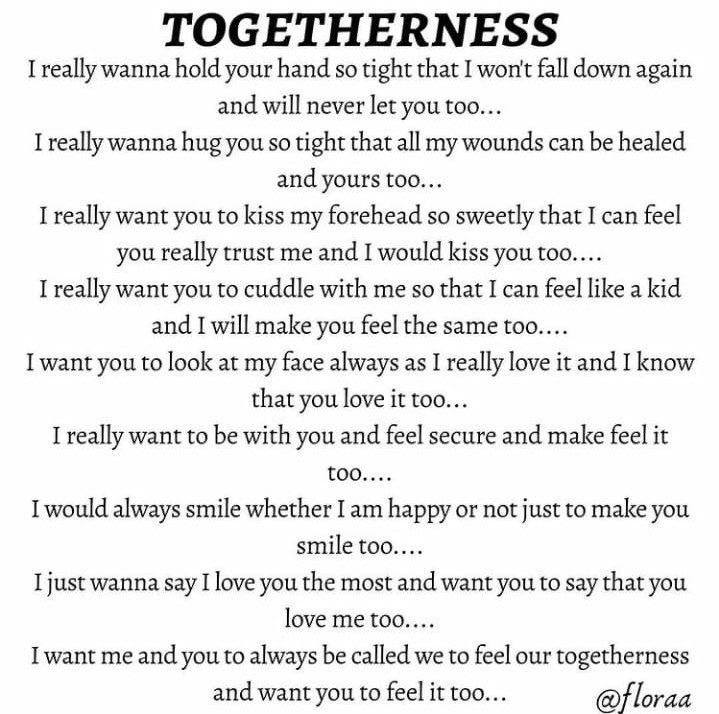 TOGETHERNESS
I really wanna hold your hand so tight that I won't fall down again
and will never let you too...
I really wanna hug you so tight that all my wounds can be healed
and yours too...
I really want you to kiss my forehead so sweetly that I can feel
you really trust me and I would kiss you too....
I really want you to cuddle with me so that I can feel like a kid
and I will make you feel the same too....
I want you to look at my face always as I really love it and I know
that you love it too...
I really want to be with you and feel secure and make feel it
too....
I would always smile whether I am happy or not just to make you
smile too....
I just wanna say I love you the most and want you to say that you
love me too....
I want me and you to always be called we to feel our togetherness
and want you to feel it too...
@floraa